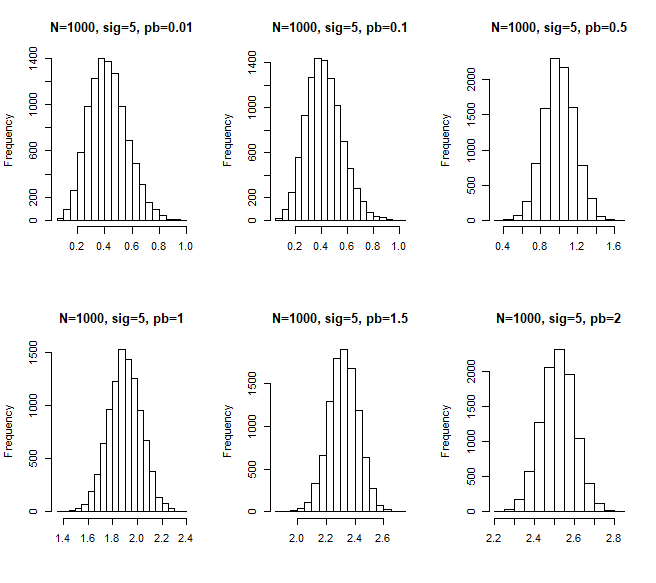 N=1000, sig=5, pb=0.01
N=1000, sig=5, pb=0.1
N=1000, sig=5, pb=0.5
Frequency
0
200
600
1000
1400
0.2 0.4 0.6 0.8 1.0
Frequency
0
200
600
1000
1400
0.2 0.4 0.6 0.8 1.0
Frequency
0
500
1000
1500
2000
0.4 0.8 1.2 1.6
N=1000, sig=5, pb=1
N=1000, sig=5, pb=1.5
N=1000, sig=5, pb=2
Frequency
0
500
1000
1500
1.4 1.6 1.8 2.0 2.2 2.4
Frequency
0
500
1000
1500
2.0 2.2 2.4 2.6
Frequency
0
500
1000
1500
2000
2.2 2.4 2.6 2.8